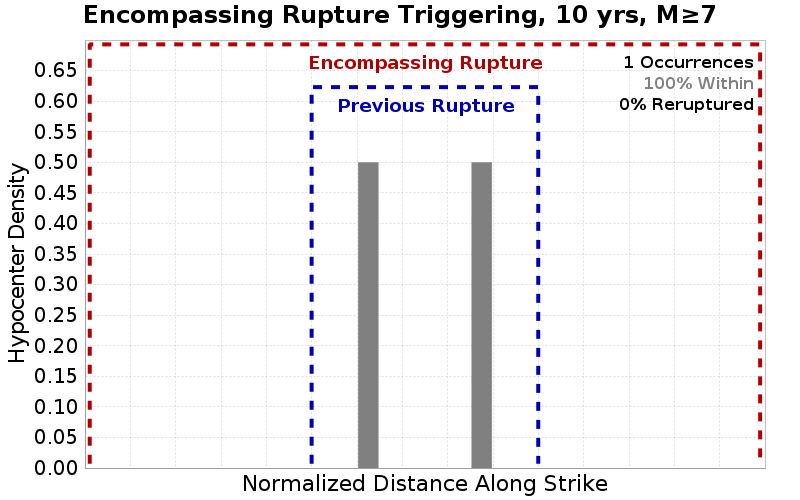 Encompassing Rupture Triggering, 10 yrs, M≥7
Encompassing Rupture
Previous Rupture
1 Occurrences
100% Within
0% Reruptured
Hypocenter Density
0.65
0.60
0.55
0.50
0.45
0.40
0.35
0.30
0.25
0.20
0.15
0.10
0.05
0.00
Normalized Distance Along Strike